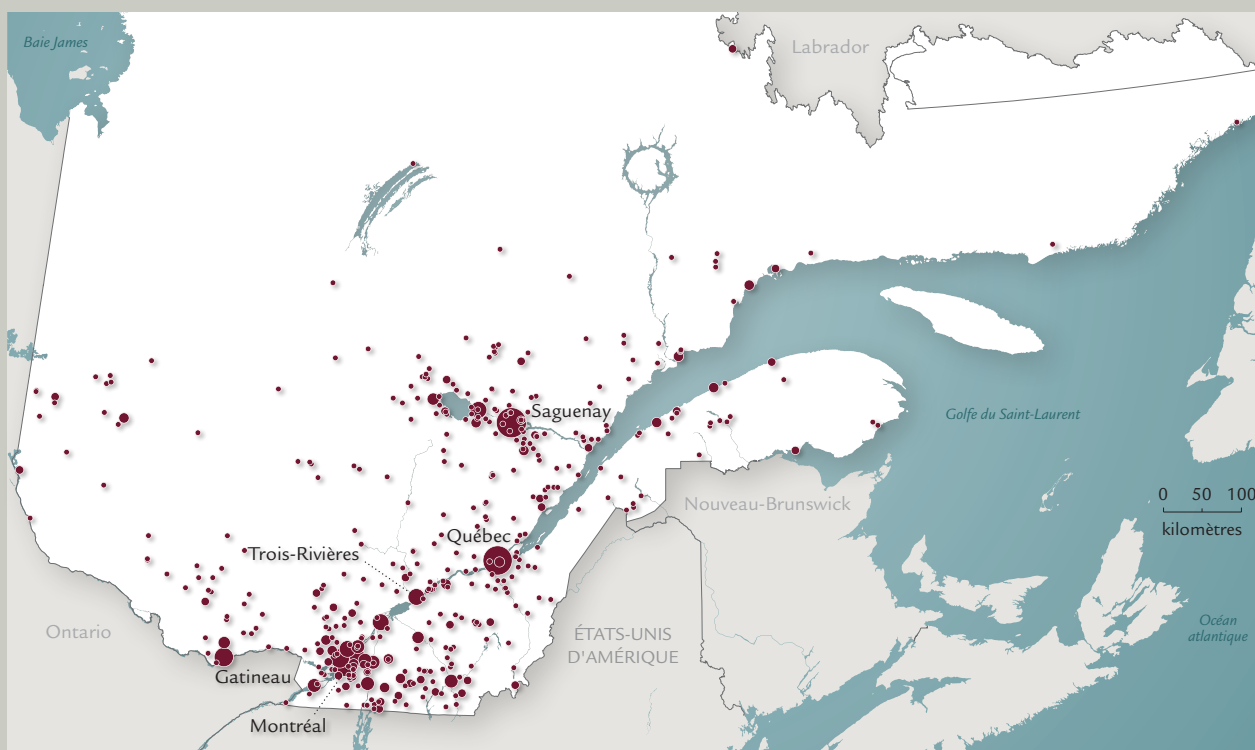 Baie James
Labrador
Saguenay
Golfe du Saint-Laurent
Nouveau-Brunswick
0 50 100
kilomètres
Québec
Trois-Rivières
Ontario
ÉTATS-UNIS
D'AMÉRIQUE
Océan
atlantique
Gatineau
Montréal